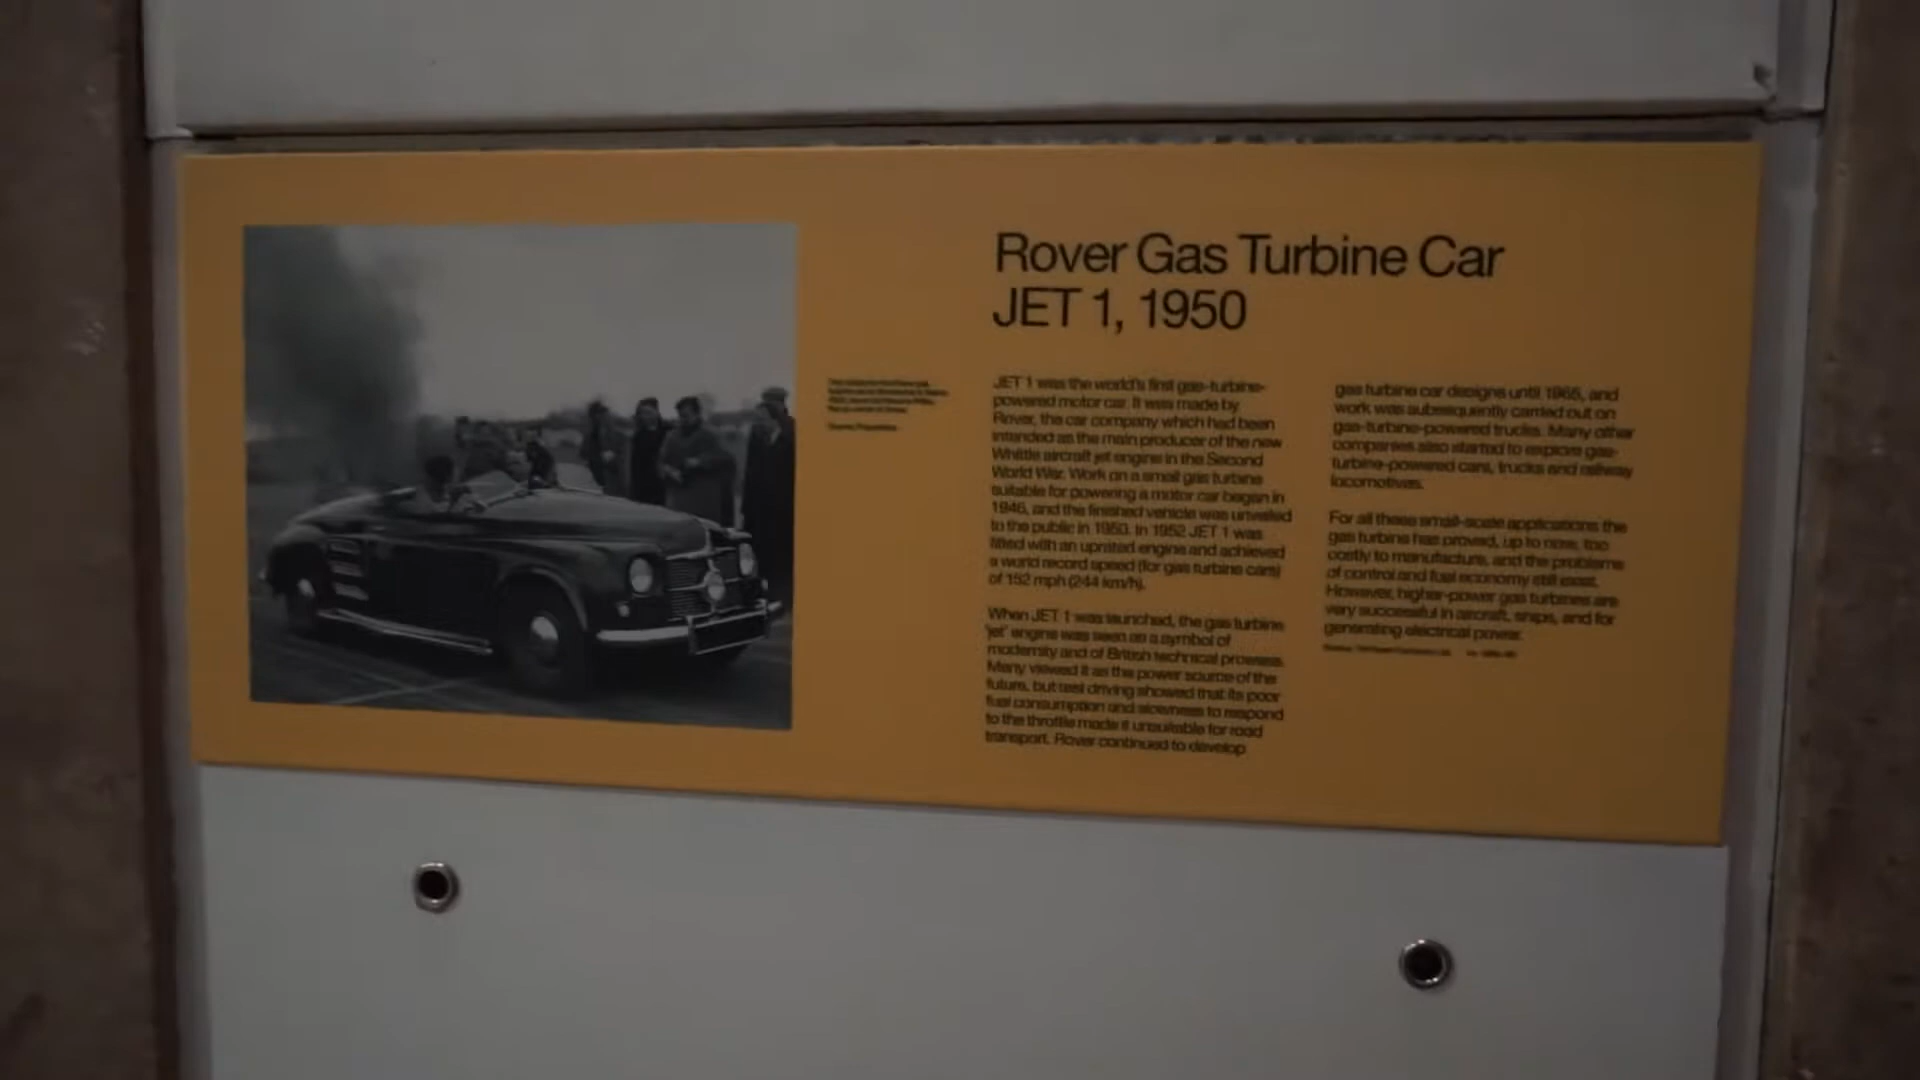 Rover Gas Turbine Car
JET 1, 1950
JET 1 was the world's first gas-turbine-
powered motor car. It was made by
Rover, the car company which had been
intended as the main producer of the new
Whittle aircraft jet engine in the Second
World War. Work on a small gas turbine
suitable for powering a motor car began in
1946, and the finished vehicle was unveiled
to the public in 1950. In 1952 JET 1 was
fitted with an uprated engine and achieved
a world record speed (for gas turbine cars)
of 152 mph (244 km/h).
When JET 1 was launched, the gas turbine
'jet' engine was seen as a symbol of
modernity and of British technical prowess.
Many viewed it as the power source of the
future, but real driving showed that its poor
fuel consumption and slowness to respond
to the throttle made it unsuitable for road
transport. Rover continued to develop
gas turbine car designs until 1965, and
work was subsequently carried out on
gas-turbine-powered trucks. Many other
companies also started to explore gas-
turbine-powered cars, trucks and railway
locomotives.
For all these small-scale applications the
gas turbine has proved, up to now, too
costly to manufacture, and the problems
of control and fuel economy still exist.
However, higher-power gas turbines are
very successful in aircraft, ships, and for
generating electrical power.